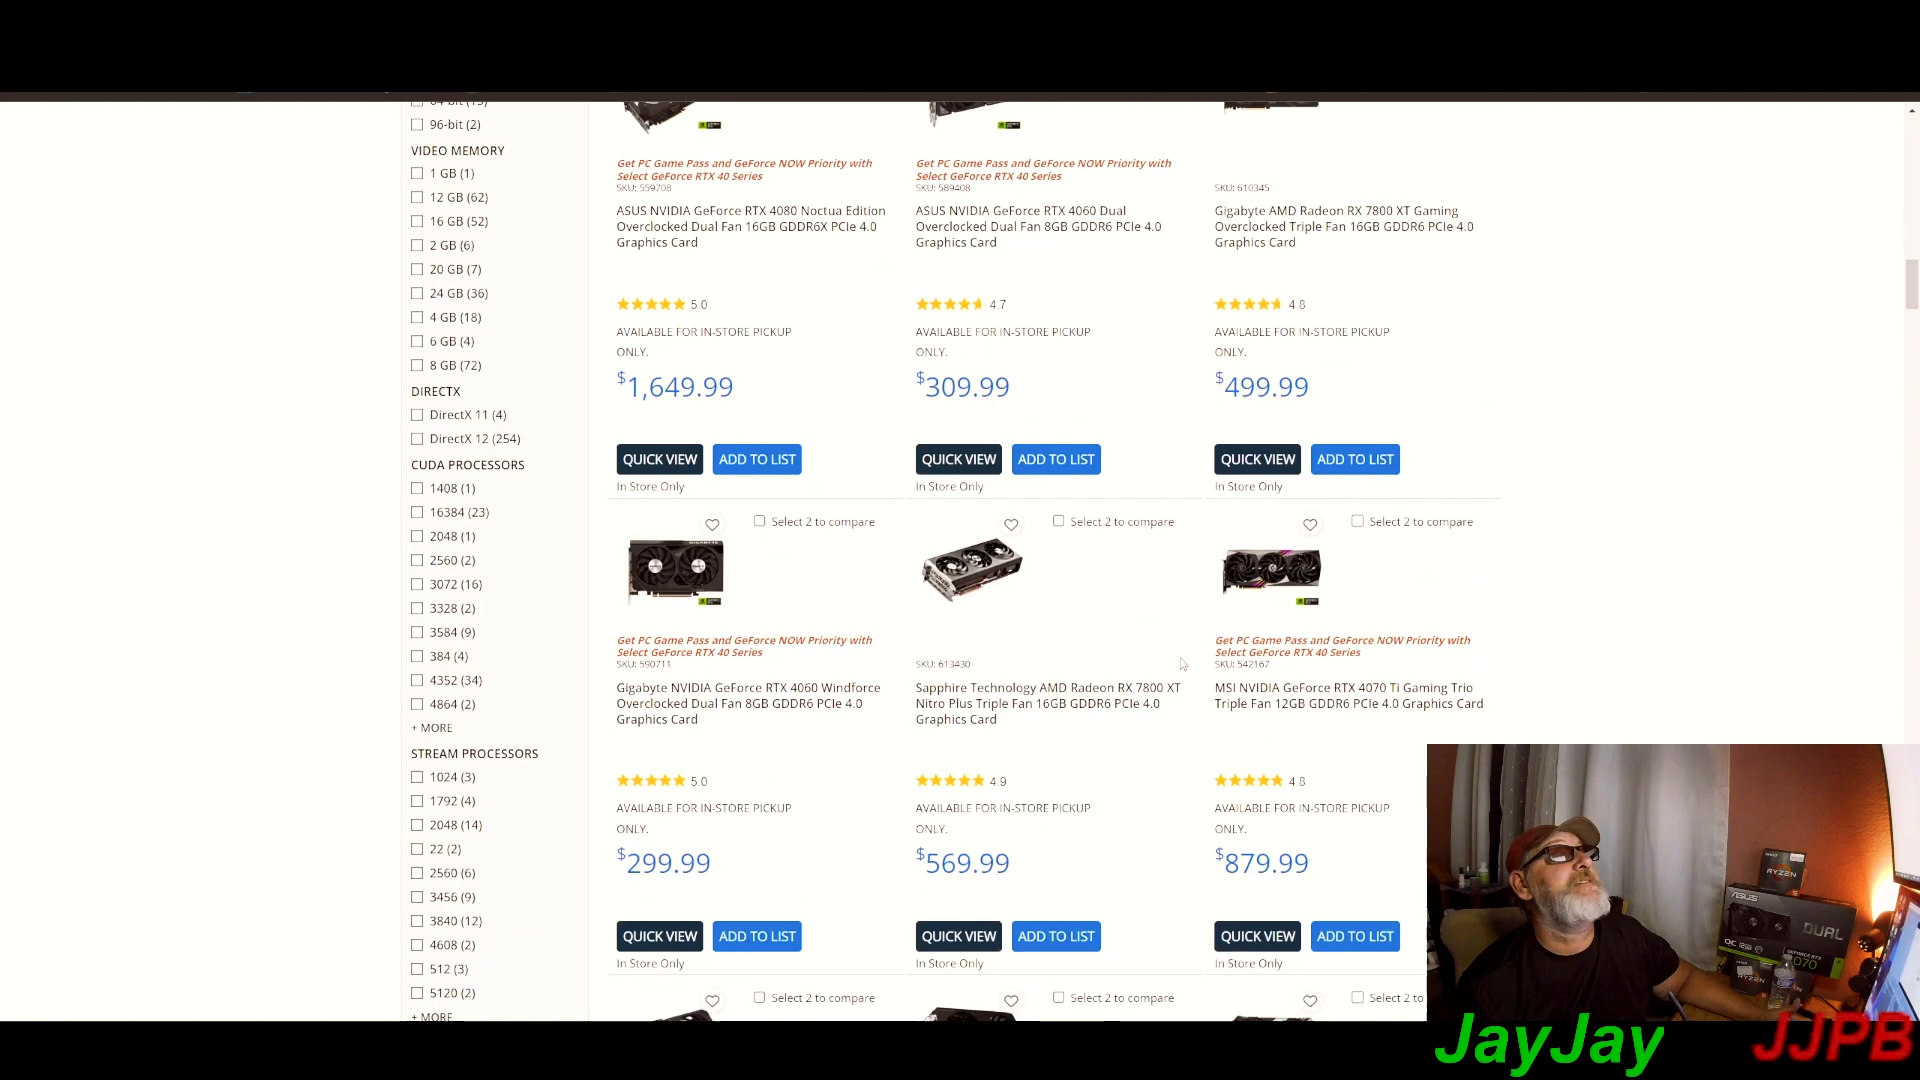 64-bit (15)
96-bit (2)
VIDEO MEMORY
1 GB (1)
12 GB (62)
16 GB (52)
2 GB (6)
20 GB (7)
24 GB (36)
4 GB (18)
6 GB (4)
8 GB (72)
DIRECTX
DirectX 11 (4)
DirectX 12 (254)
CUDA PROCESSORS
1408 (1)
16384 (23)
2048 (1)
2560 (2)
3072 (16)
3328 (2)
3584 (9)
384 (4)
4352 (34)
4864 (2)
+ MORE
STREAM PROCESSORS
1024 (3)
1792 (4)
2048 (14)
22 (2)
2560 (6)
3456 (9)
3840 (12)
4608 (2)
512 (3)
5120 (2)
+ MORE
Get PC Game Pass and GeForce NOW Priority with
Select GeForce RTX 40 Series
SKU: 559708
ASUS NVIDIA GeForce RTX 4080 Noctua Edition
Overclocked Dual Fan 16GB GDDR6X PCIe 4.0
Graphics Card
5.0
AVAILABLE FOR IN-STORE PICKUP
ONLY.
$1,649.99
QUICK VIEW ADD TO LIST
In Store Only
Get PC Game Pass and GeForce NOW Priority with
Select GeForce RTX 40 Series
SKU: 589408
ASUS NVIDIA GeForce RTX 4060 Dual
Overclocked Dual Fan 8GB GDDR6 PCIe 4.0
Graphics Card
4.7
AVAILABLE FOR IN-STORE PICKUP
ONLY.
$309.99
QUICK VIEW ADD TO LIST
In Store Only
SKU: 610345
Gigabyte AMD Radeon RX 7800 XT Gaming
Overclocked Triple Fan 16GB GDDR6 PCIe 4.0
Graphics Card
4.8
AVAILABLE FOR IN-STORE PICKUP
ONLY.
$499.99
QUICK VIEW ADD TO LIST
In Store Only
Select 2 to compare
Get PC Game Pass and GeForce NOW Priority with
Select GeForce RTX 40 Series
SKU: 590711
Gigabyte NVIDIA GeForce RTX 4060 Windforce
Overclocked Dual Fan 8GB GDDR6 PCIe 4.0
Graphics Card
5.0
AVAILABLE FOR IN-STORE PICKUP
ONLY.
$299.99
QUICK VIEW ADD TO LIST
In Store Only
Select 2 to compare
SKU: 613430
Sapphire Technology AMD Radeon RX 7800 XT
Nitro Plus Triple Fan 16GB GDDR6 PCIe 4.0
Graphics Card
4.9
AVAILABLE FOR IN-STORE PICKUP
ONLY.
$569.99
QUICK VIEW ADD TO LIST
In Store Only
Select 2 to compare
Get PC Game Pass and GeForce NOW Priority with
Select GeForce RTX 40 Series
SKU: 542167
MSI NVIDIA GeForce RTX 4070 Ti Gaming Trio
Triple Fan 12GB GDDR6 PCIe 4.0 Graphics Card
4.8
AVAILABLE FOR IN-STORE PICKUP
ONLY.
$879.99
QUICK VIEW ADD TO LIST
In Store Only
Select 2 to compare
Select 2 to compare
Select 2 to
RYZEN
ASUS
DUAL
RYZEN
JayJay
JJPB